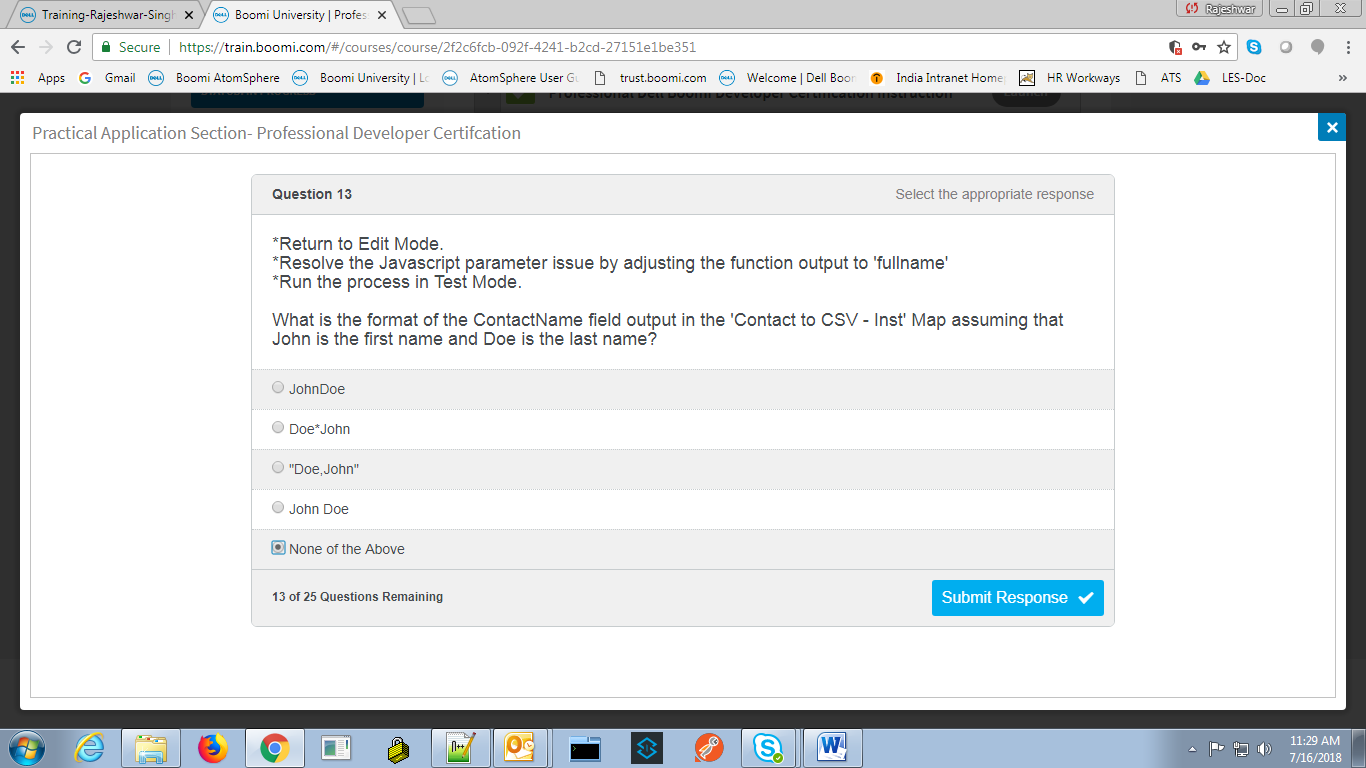 Training-Rajeshwar-Singh
Boomi University | Profes
Rajeshwar
Secure
https://train.boomi.com/#/courses/course/2f2c6fcb-092f-4241-b2cd-27151e1be351
Apps
Gmail
Boomi AtomSphere
Boomi University | Lo
AtomSphere User Gu
trust.boomi.com
Welcome | Dell Boom
India Intranet Home
HR Workways
ATS
LES-Doc
»
Professional Dell Boomi Developer Certification Instruction
Practical Application Section- Professional Developer Certifcation
Question 13
Select the appropriate response
*Return to Edit Mode.
*Resolve the Javascript parameter issue by adjusting the function output to 'fullname'
*Run the process in Test Mode.
What is the format of the ContactName field output in the 'Contact to CSV - Inst' Map assuming that
John is the first name and Doe is the last name?
JohnDoe
Doe*John
"Doe,John"
John Doe
None of the Above
13 of 25 Questions Remaining
Submit Response
11:29 AM
7/16/2018